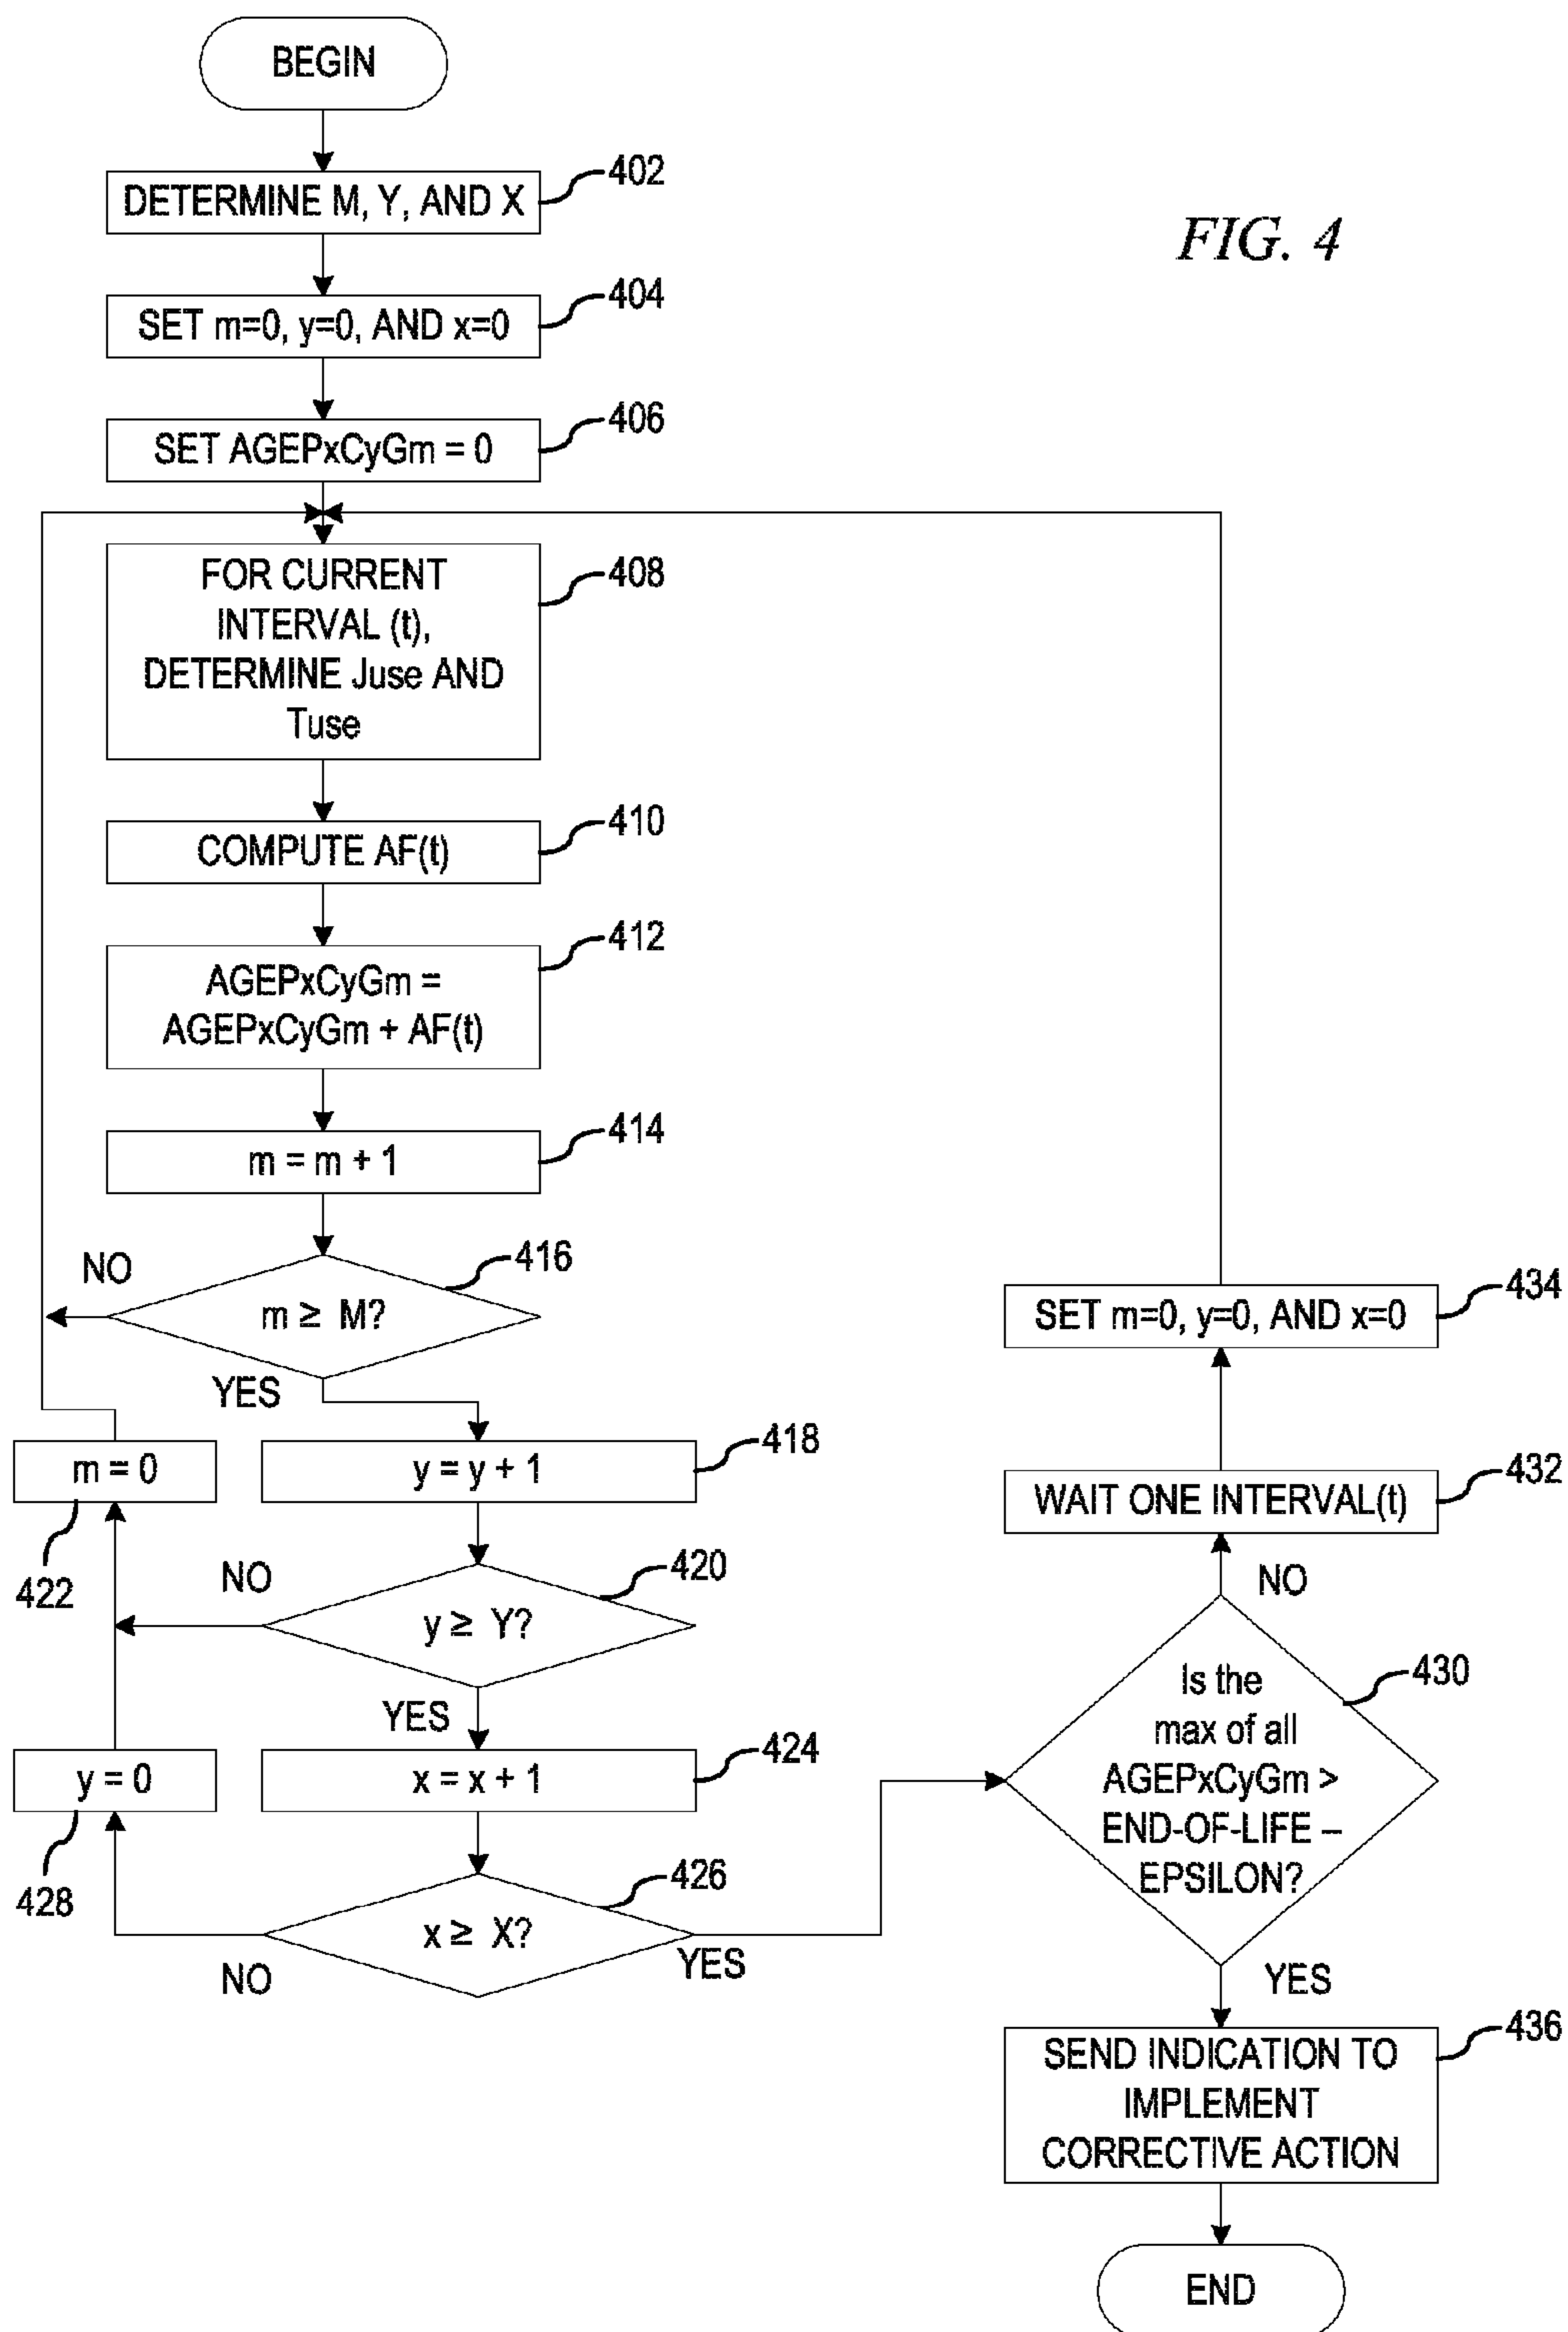 BEGIN
402
DETERMINE M, Y, AND X
FIG. 4
404
SET m=0, y=0, AND x=0
406
SET AGEPxCyGm = 0
FOR CURRENT
INTERVAL (t),
DETERMINE Juse AND
Tuse
408
410
COMPUTE AF(t)
412
AGEPxCyGm =
AGEPxCyGm + AF(t)
414
m = m + 1
416
NO
m ≥ M?
YES
418
y = y + 1
m = 0
422
420
NO
y ≥ Y?
YES
424
x = x + 1
y = 0
428
426
x ≥ X?
NO
YES
434
SET m=0, y=0, AND x=0
432
WAIT ONE INTERVAL(t)
NO
430
Is the
max of all
AGEPxCyGm >
END-OF-LIFE –
EPSILON?
YES
436
SEND INDICATION TO
IMPLEMENT
CORRECTIVE ACTION
END